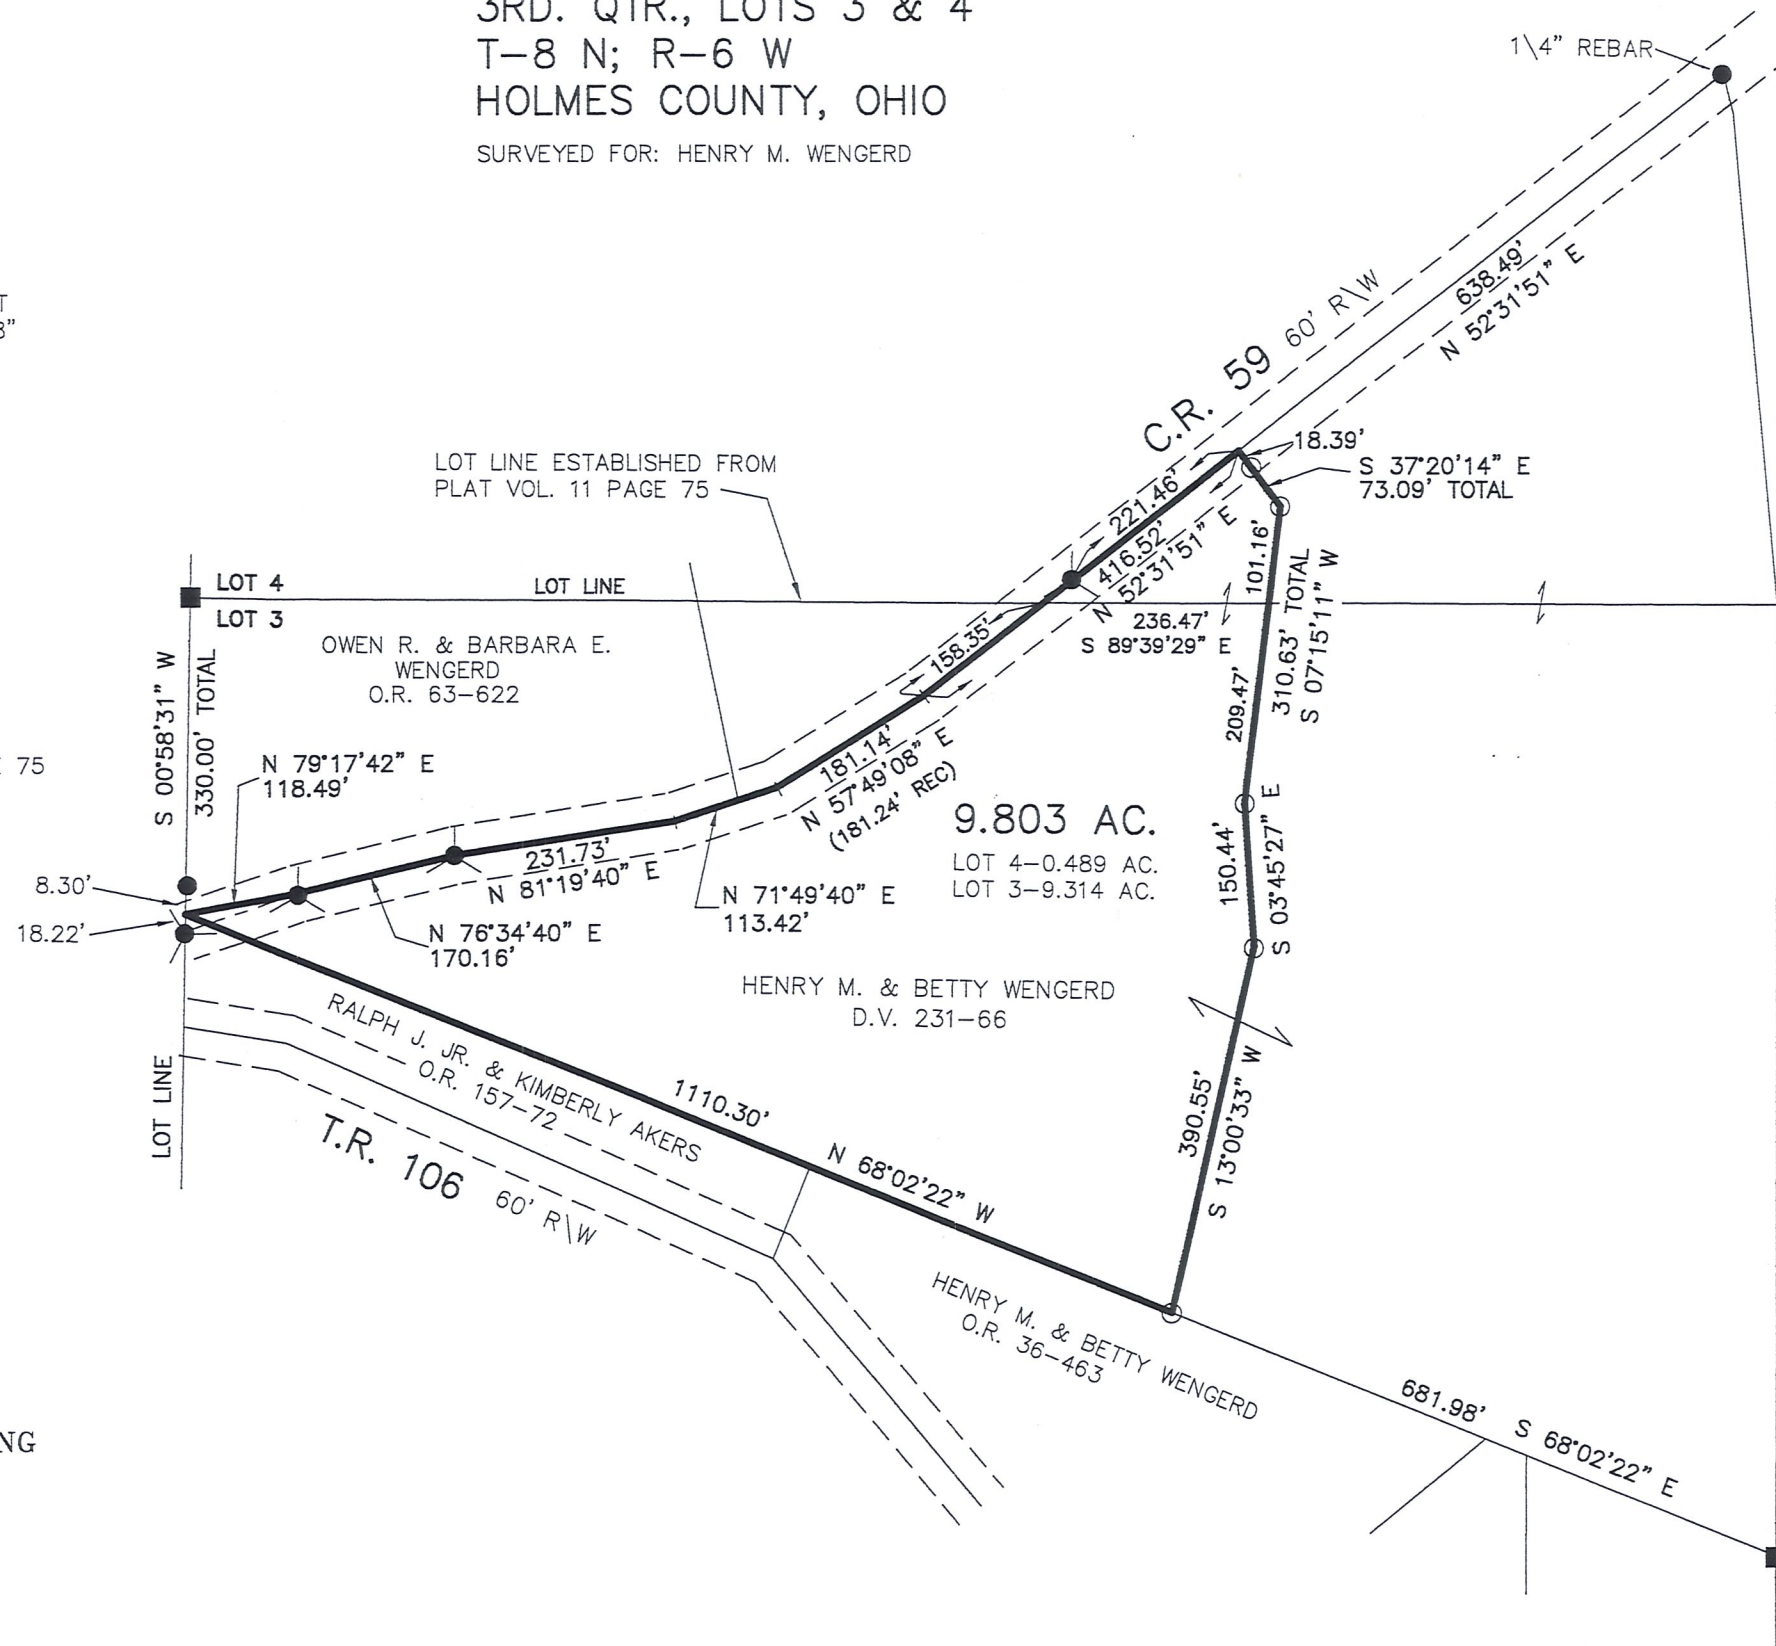 3RD. QTR., LOTS 3 & 4
T-8 N; R-6 W
HOLMES COUNTY, OHIO
SURVEYED FOR: HENRY M. WENGERD
1\4" REBAR
638.49'
N 52°31'51" E
C.R. 59 60' R\W
18.39'
S 37°20'14" E
73.09' TOTAL
LOT LINE ESTABLISHED FROM
PLAT VOL. 11 PAGE 75
221.46'
416.52'
N 52°31'51" E
101.16'
310.63' TOTAL
S 07°15'11" W
LOT 4
LOT LINE
LOT 3
236.47'
S 89°39'29" E
158.35'
OWEN R. & BARBARA E.
WENGERD
O.R. 63-622
S 00°58'31" W
330.00' TOTAL
209.47'
N 79°17'42" E
118.49'
181.14'
N 57°49'08" E
(181.24' REC)
75
9.803 AC.
LOT 4-0.489 AC.
LOT 3-9.314 AC.
150.44'
S 03°45'27" E
231.73'
N 81°19'40" E
N 71°49'40" E
113.42'
8.30'
18.22'
N 76°34'40" E
170.16'
HENRY M. & BETTY WENGERD
D.V. 231-66
RALPH J. JR. & KIMBERLY AKERS
O.R. 157-72
LOT LINE
1110.30'
N 68°02'22" W
390.55'
S 13°00'33" W
T.R. 106 60' R\W
HENRY M. & BETTY WENGERD
O.R. 36-463
681.98' S 68°02'22" E
NG